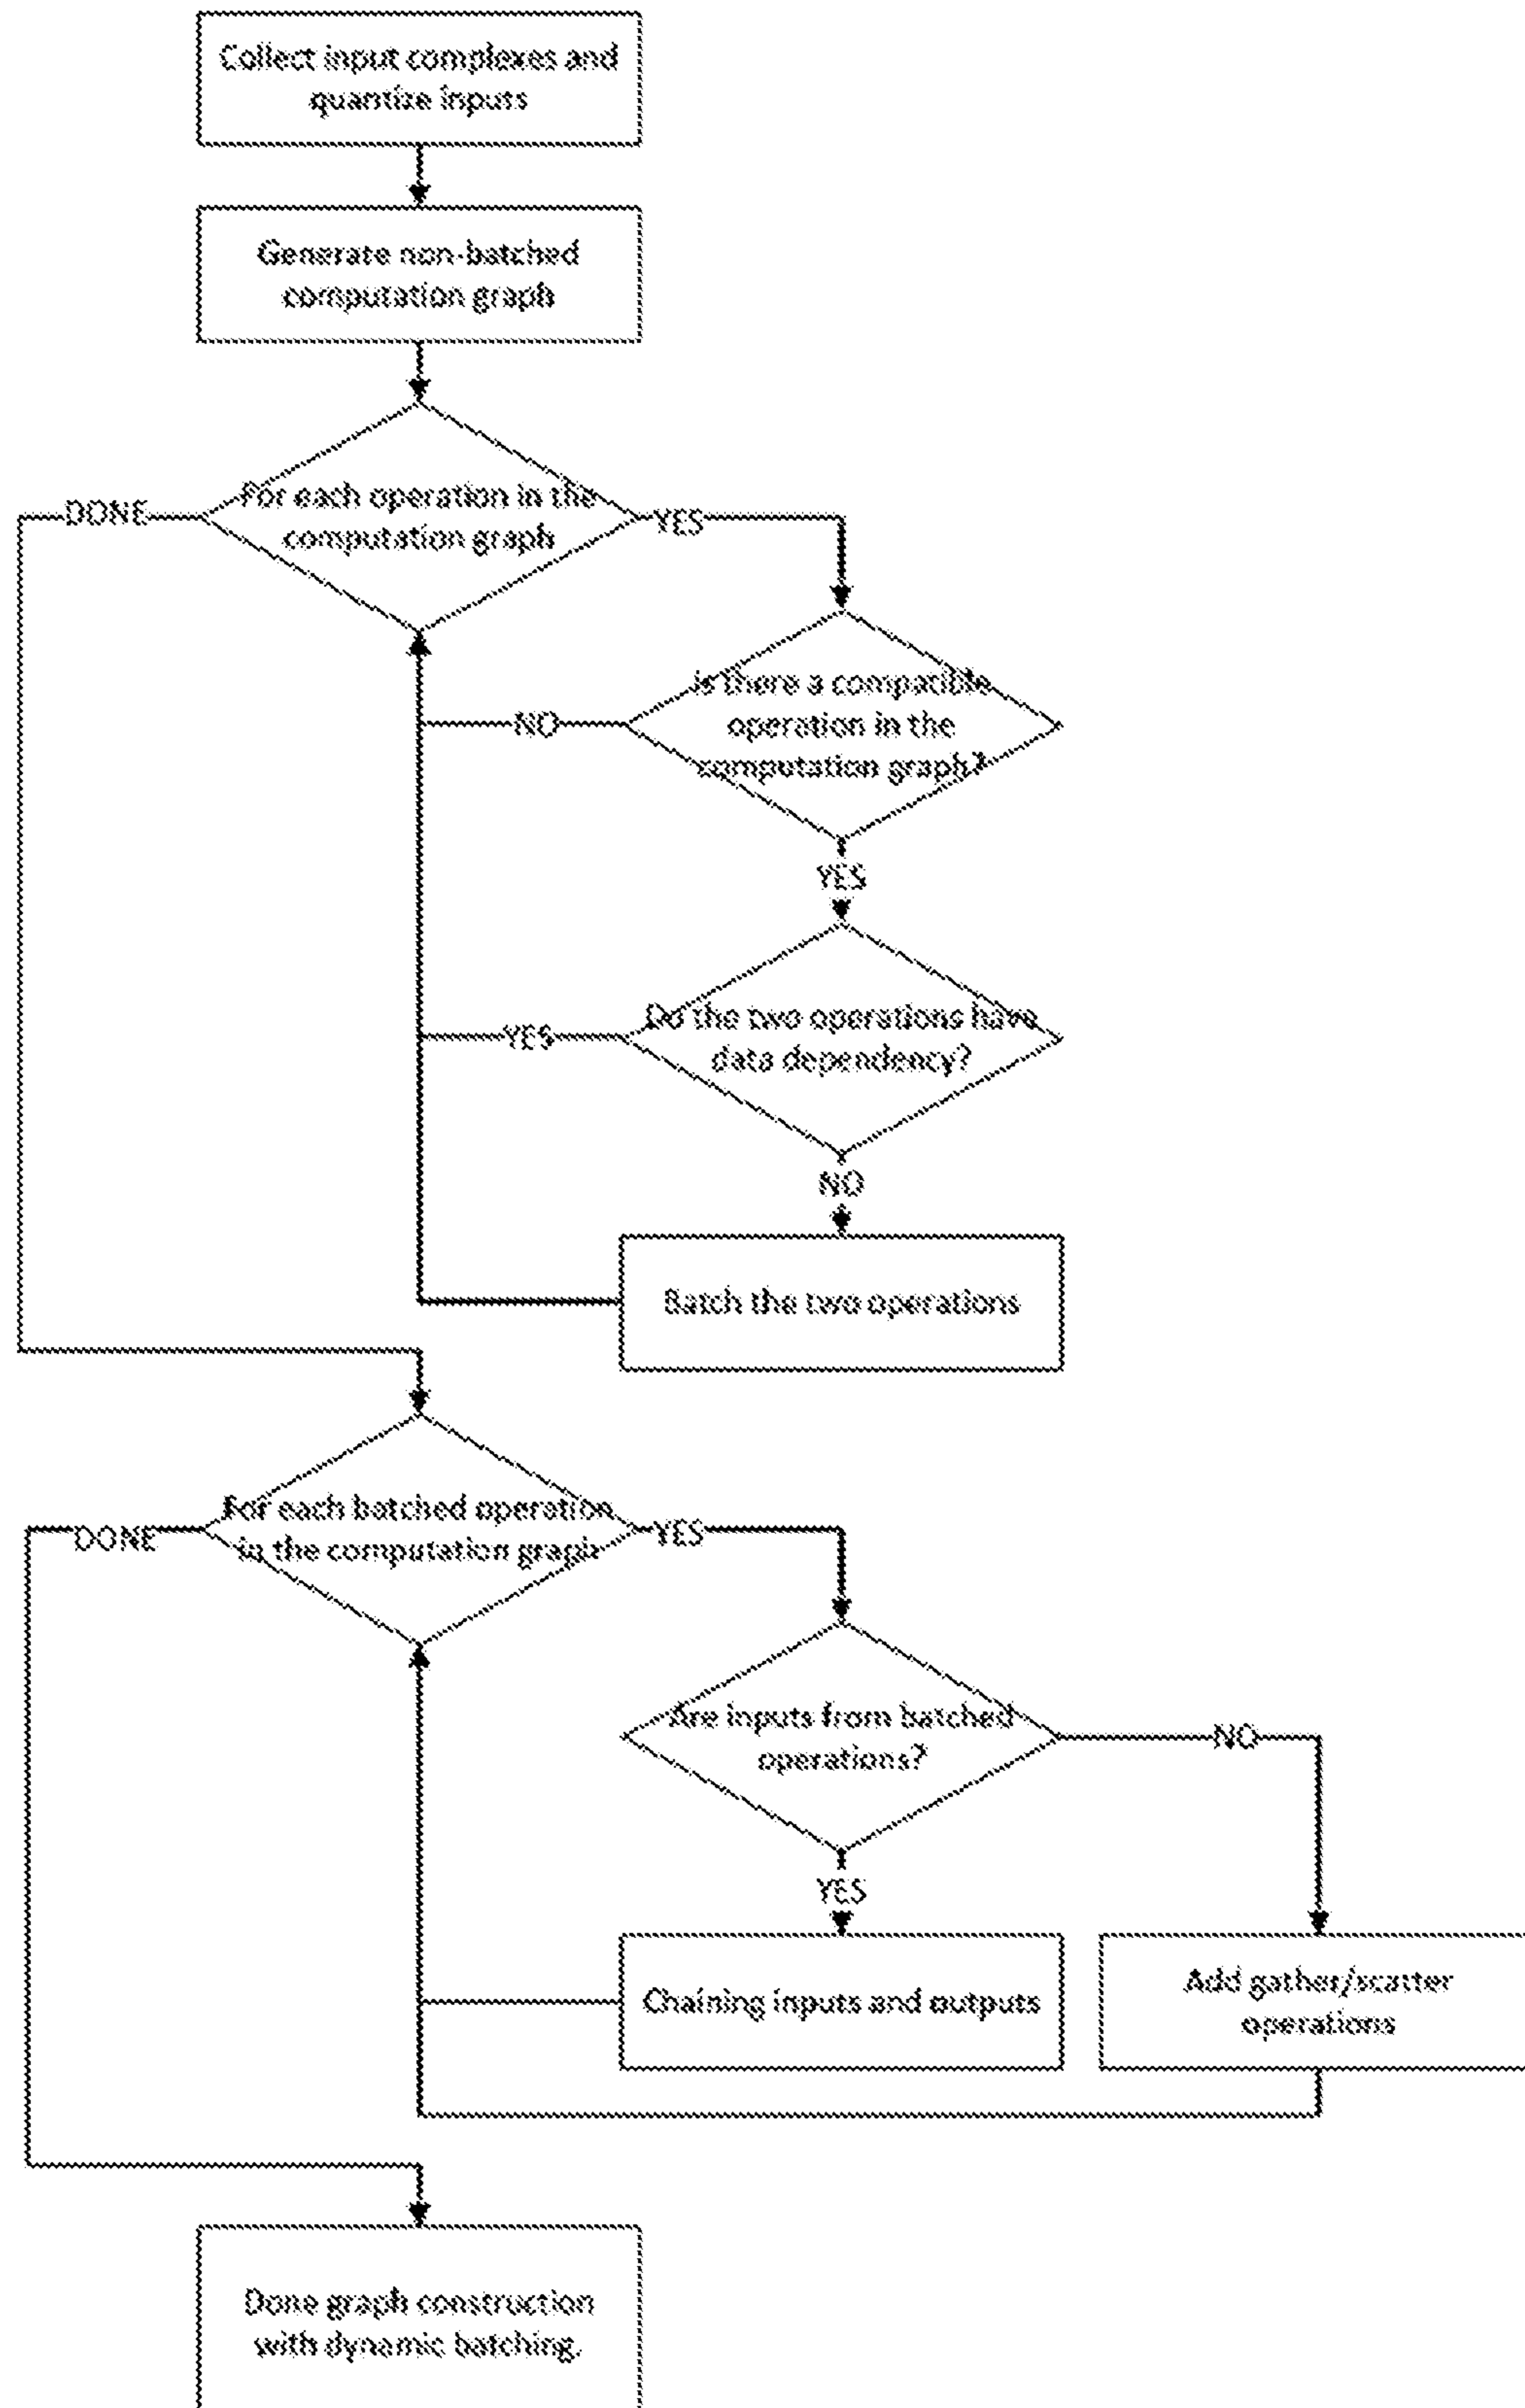 Collect input complexes and
quantize inputs
Generate non-batched
computation graph
For each operation in the
computation graph
DONE
YES
Is there a compatible
operation in the
computation graph?
NO
YES
Do the two operations have
data dependency?
YES
NO
Batch the two operations
For each batched operation
in the computation graph
DONE
YES
Are inputs from batched
operations?
NO
YES
Chaining inputs and outputs
Add gather/scatter
operations
Done graph construction
with dynamic batching.